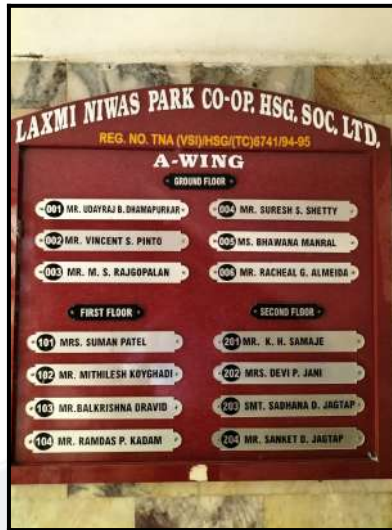 LAXMI NIWAS PARK CO-OP. HSG. SOC. LTD.
REG. NO. TNA (VSI)/HSG/(TC)6741/94-95
A-WING
GROUND FLOOR
001 MR. UDAYRAJ B. DHAMAPURKAR
004 MR. SURESH S. SHETTY
002 MR. VINCENT S. PINTO
005 MS. BHAWANA MANRAL
003 MR. M. S. RAJGOPALAN
006 MR. RACHEAL G. ALMEIDA
FIRST FLOOR
SECOND FLOOR
101 MRS. SUMAN PATEL
201 MR. K. H. SAMAJE
102 MR. MITHILESH KOYGHADI
202 MRS. DEVI P. JANI
103 MR.BALKRISHNA DRAVID
203 SMT. SADHANA D. JAGTAP
104 MR. RAMDAS P. KADAM
204 MR. SANKET D. JAGTAP